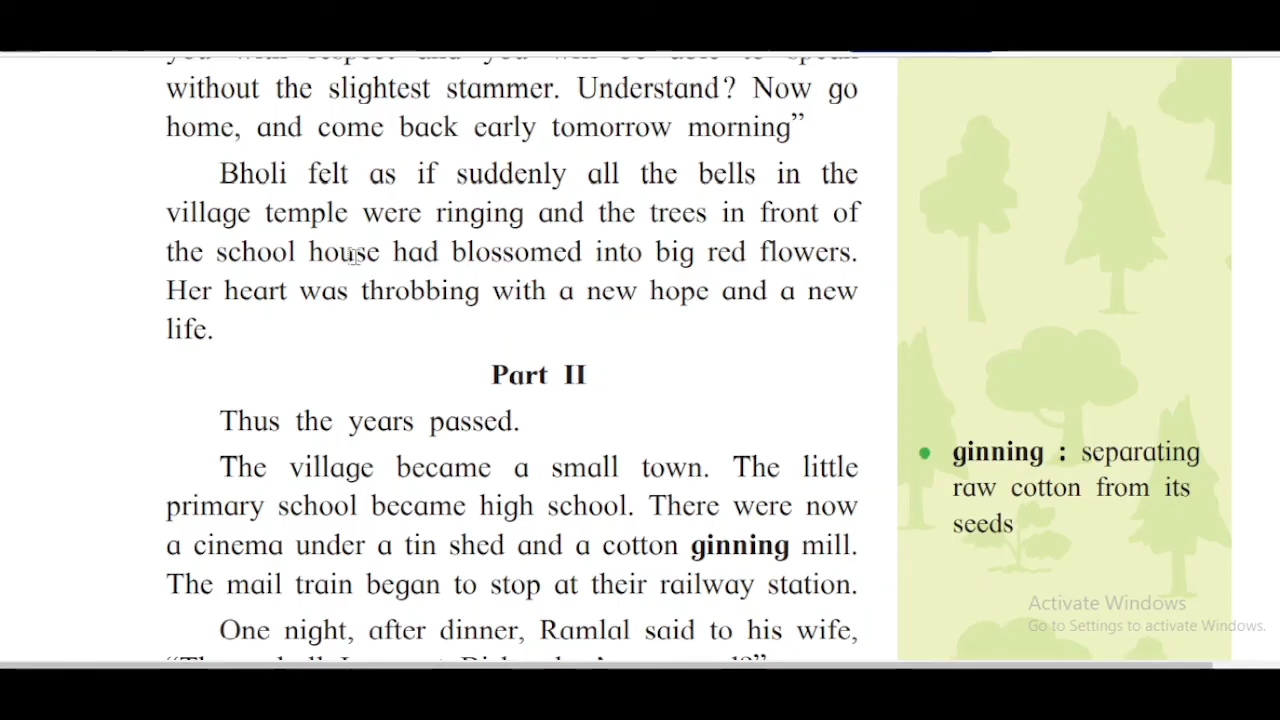 without the slightest stammer. Understand? Now go
home, and come back early tomorrow morning”
Bholi felt as if suddenly all the bells in the
village temple were ringing and the trees in front of
the school house had blossomed into big red flowers.
Her heart was throbbing with a new hope and a new
life.
Part II
Thus the years passed.
The village became a small town. The little
primary school became high school. There were now
a cinema under a tin shed and a cotton ginning mill.
The mail train began to stop at their railway station.
One night, after dinner, Ramlal said to his wife,
• ginning : separating
raw cotton from its
seeds
Activate Windows
Go to Settings to activate Windows.